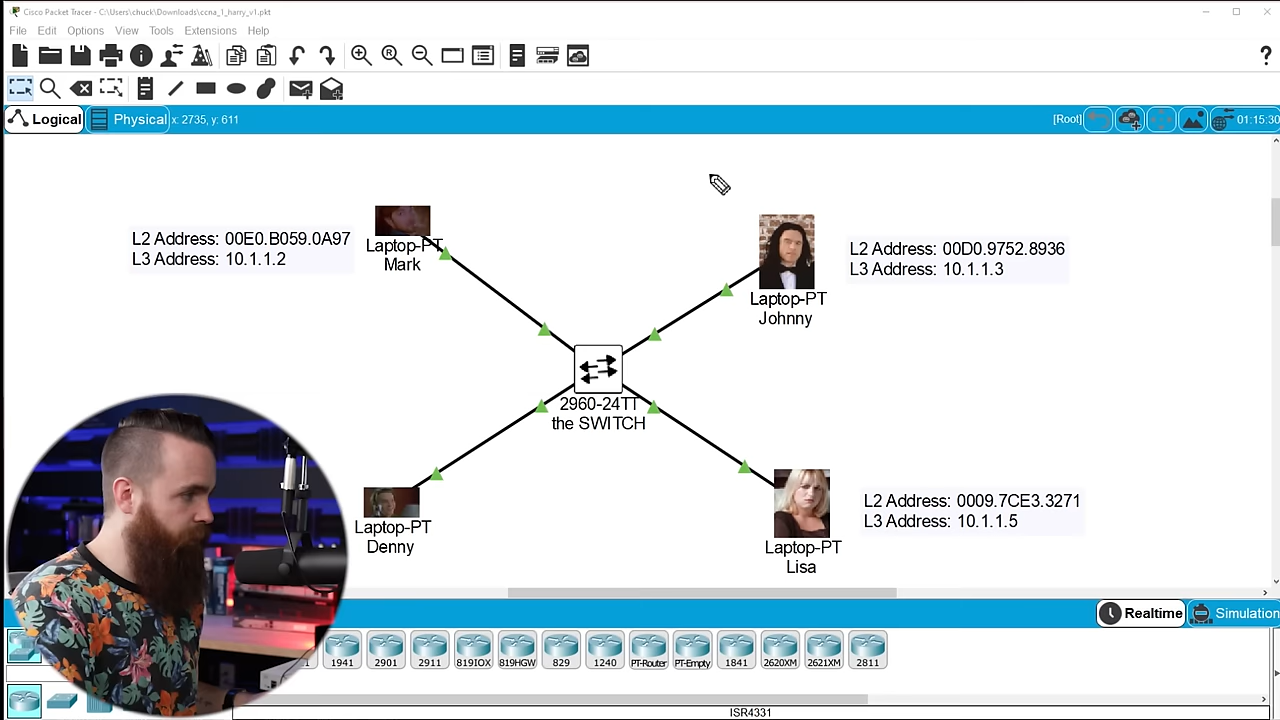 Cisco Packet Tracer - C:\Users\chuck\Downloads\ccna_1_harry_v1.pkt
File Edit Options View Tools Extensions Help
Logical Physical x: 2735, y: 611 [Root] 01:15:30
L2 Address: 00E0.B059.0A97
L3 Address: 10.1.1.2
Laptop-PT
Mark
Laptop-PT
Johnny
L2 Address: 00D0.9752.8936
L3 Address: 10.1.1.3
2960-24TT
the SWITCH
Laptop-PT
Denny
Laptop-PT
Lisa
L2 Address: 0009.7CE3.3271
L3 Address: 10.1.1.5
Realtime Simulation
1941 2901 2911 819IOX 819HGW 829 1240 PT-Router PT-Empty 1841 2620XM 2621XM 2811
ISR4331